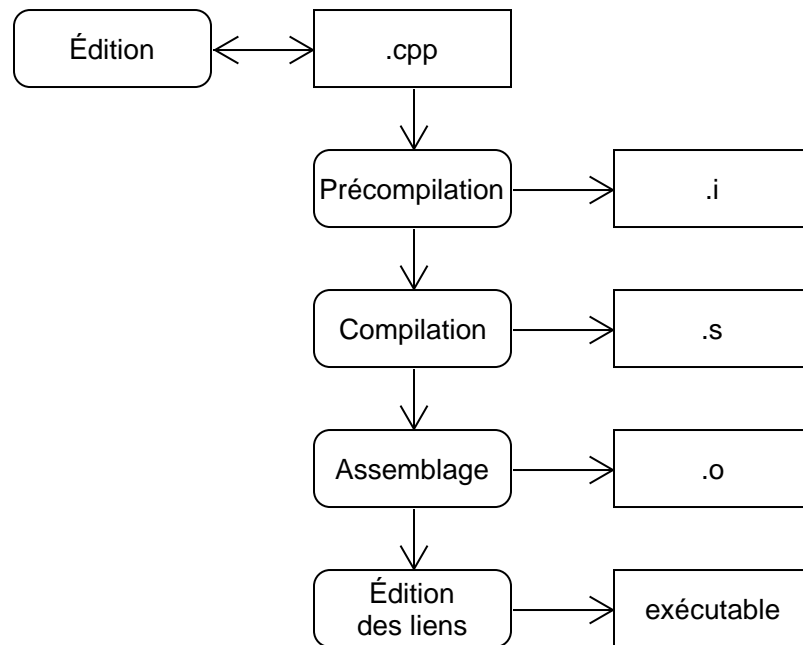 Édition
.cpp
Précompilation
.i
Compilation
.s
Assemblage
.o
Édition
des liens
exécutable